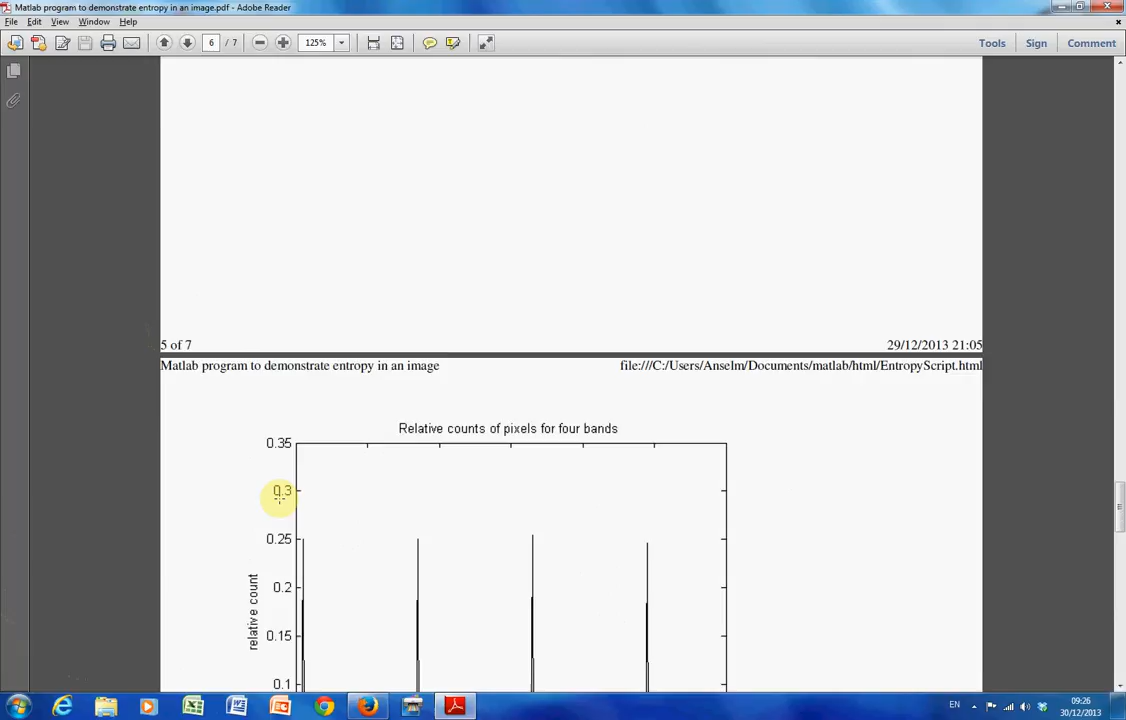 Matlab program to demonstrate entropy in an image.pdf - Adobe Reader
File Edit View Window Help
6 / 7 125% Tools Sign Comment
5 of 7 29/12/2013 21:05
Matlab program to demonstrate entropy in an image file:///C:/Users/Anselm/Documents/matlab/html/EntropyScript.html
Relative counts of pixels for four bands
0.35
0.3
0.25
0.2
0.15
0.1
relative count
EN 09:26
30/12/2013